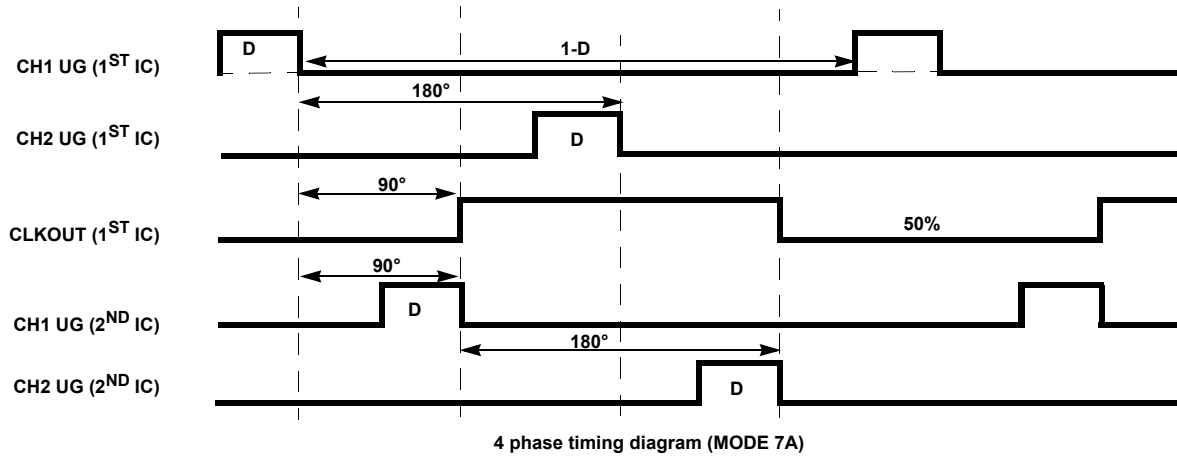 D
1-D
CH1 UG (1ST IC)
180°
CH2 UG (1ST IC)
D
90°
CLKOUT (1ST IC)
50%
90°
CH1 UG (2ND IC)
D
180°
CH2 UG (2ND IC)
D
4 phase timing diagram (MODE 7A)